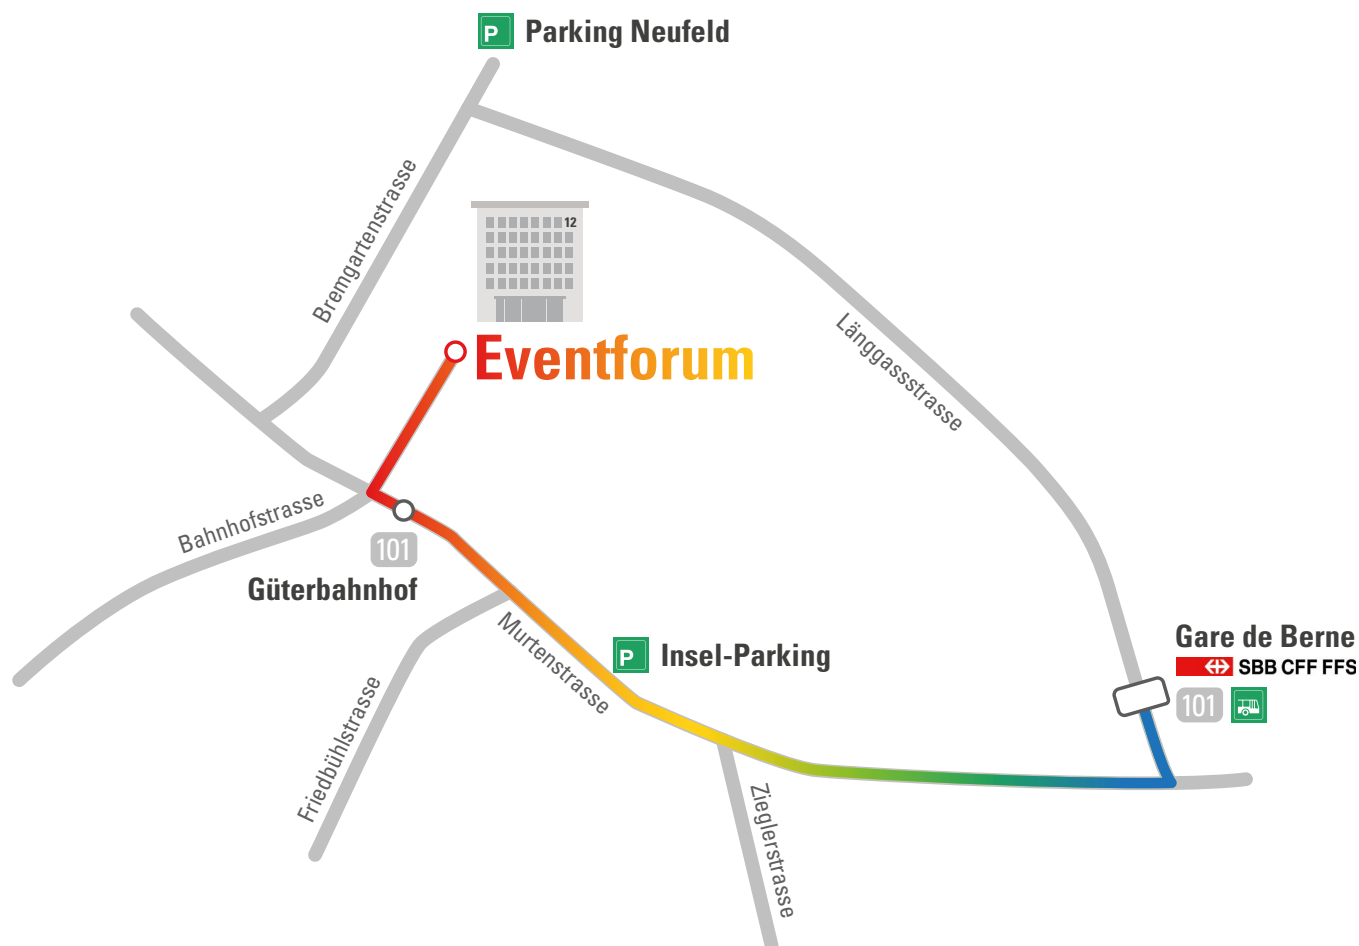 P Parking Neufeld
Bremgartenstrasse
12
Eventforum
Länggassstrasse
Bahnhofstrasse
101
Güterbahnhof
Murtenstrasse
P Insel-Parking
Gare de Berne
SBB CFF FFS
101
Friedbühlstrasse
Zieglerstrasse